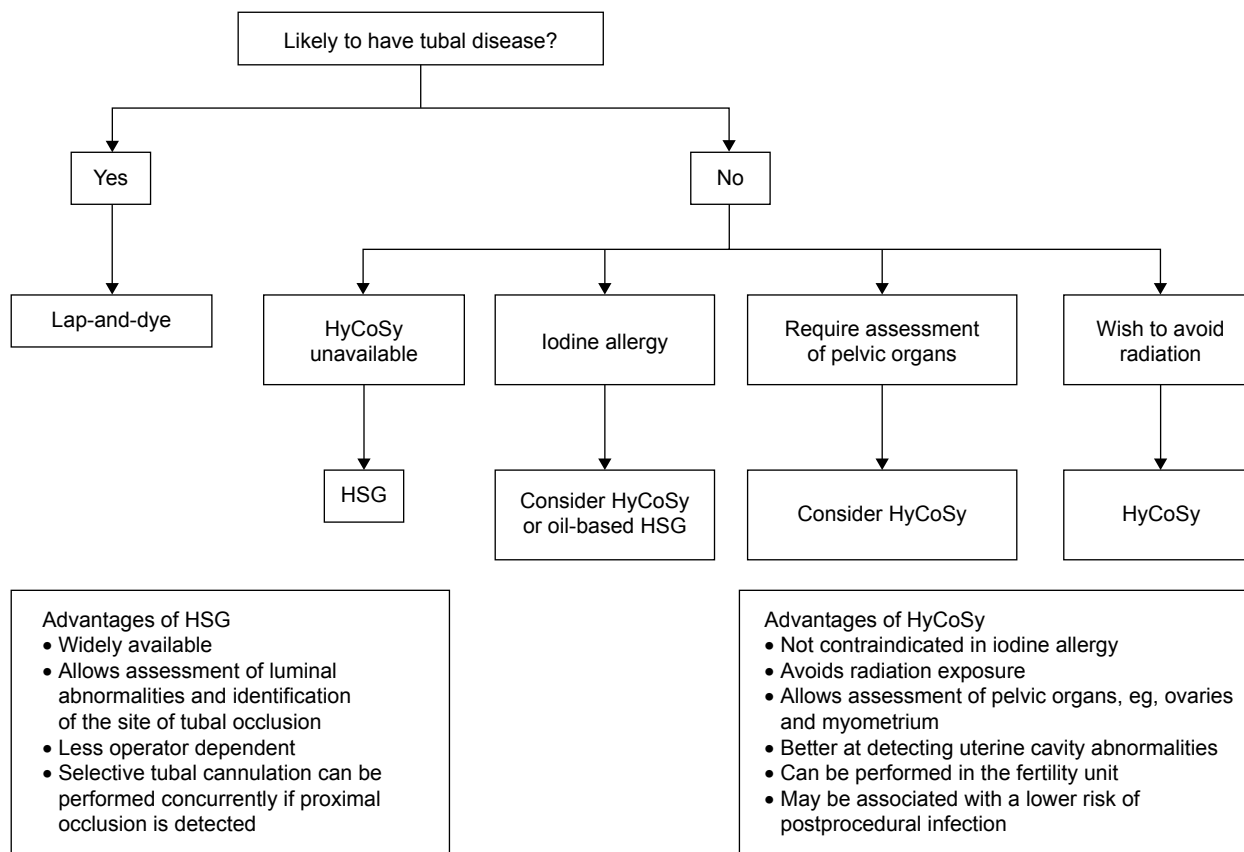 Likely to have tubal disease?
Yes
No
Lap-and-dye
HyCoSy
unavailable
Iodine allergy
Require assessment
of pelvic organs
Wish to avoid
radiation
HSG
Consider HyCoSy
or oil-based HSG
Consider HyCoSy
HyCoSy
Advantages of HSG
• Widely available
• Allows assessment of luminal
abnormalities and identification
of the site of tubal occlusion
• Less operator dependent
• Selective tubal cannulation can be
performed concurrently if proximal
occlusion is detected
Advantages of HyCoSy
• Not contraindicated in iodine allergy
• Avoids radiation exposure
• Allows assessment of pelvic organs, eg, ovaries
and myometrium
• Better at detecting uterine cavity abnormalities
• Can be performed in the fertility unit
• May be associated with a lower risk of
postprocedural infection